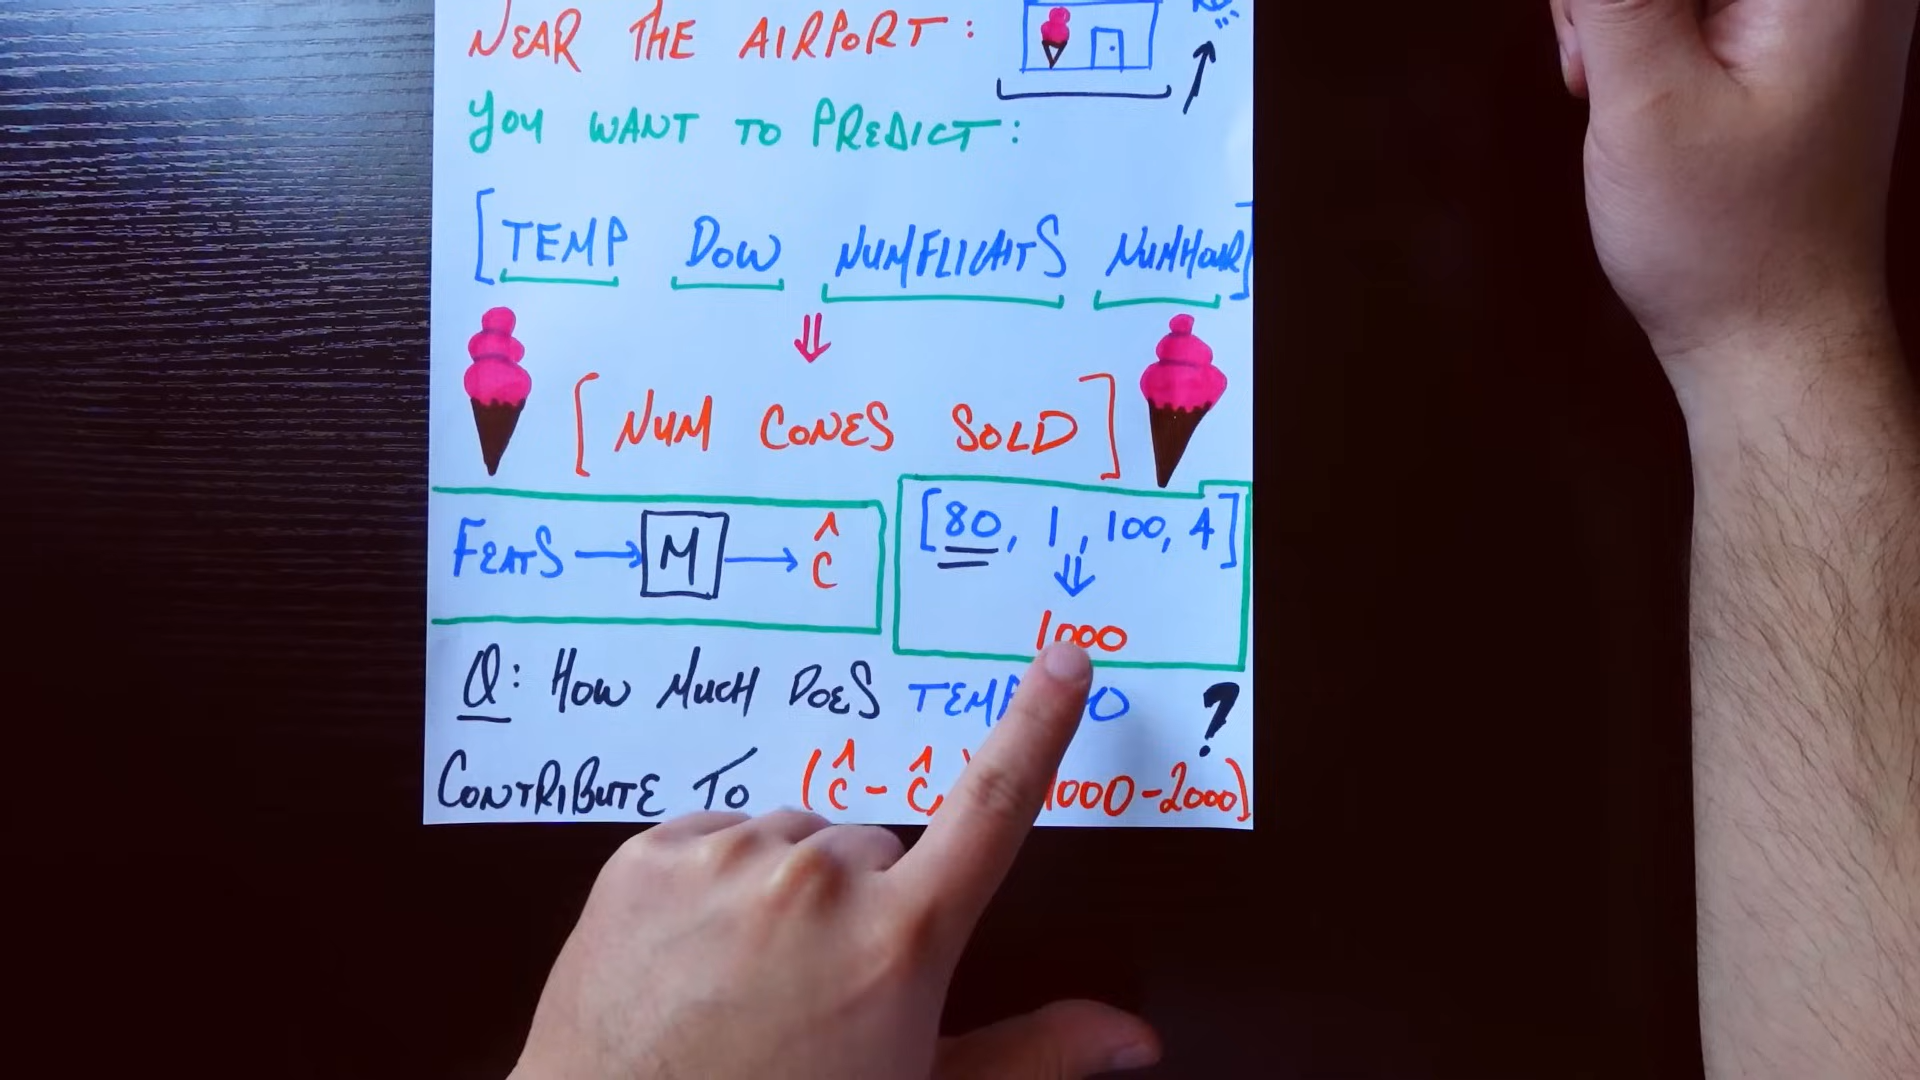 NEAR THE AIRPORT:
YOU WANT TO PREDICT:
[TEMP DOW NUMFLIGHTS NUMHOUR]
⇓
[NUM CONES SOLD]
FEATS → M → ĉ
[80, 1, 100, 4]
⇓
1000
Q: HOW MUCH DOES ?
CONTRIBUTE TO (ĉ - ĉ 1000-2000)